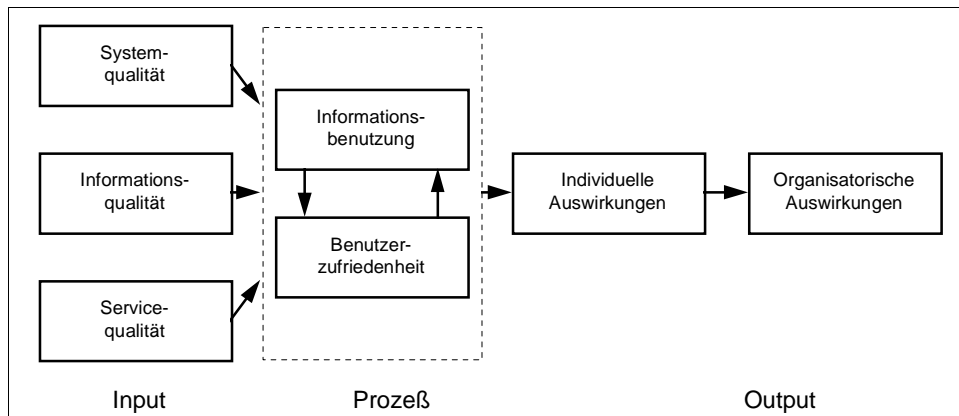 System-
qualität
Informations-
qualität
Service-
qualität
Informations-
benutzung
Benutzer-
zufriedenheit
Individuelle
Auswirkungen
Organisatorische
Auswirkungen
Input
Prozeß
Output